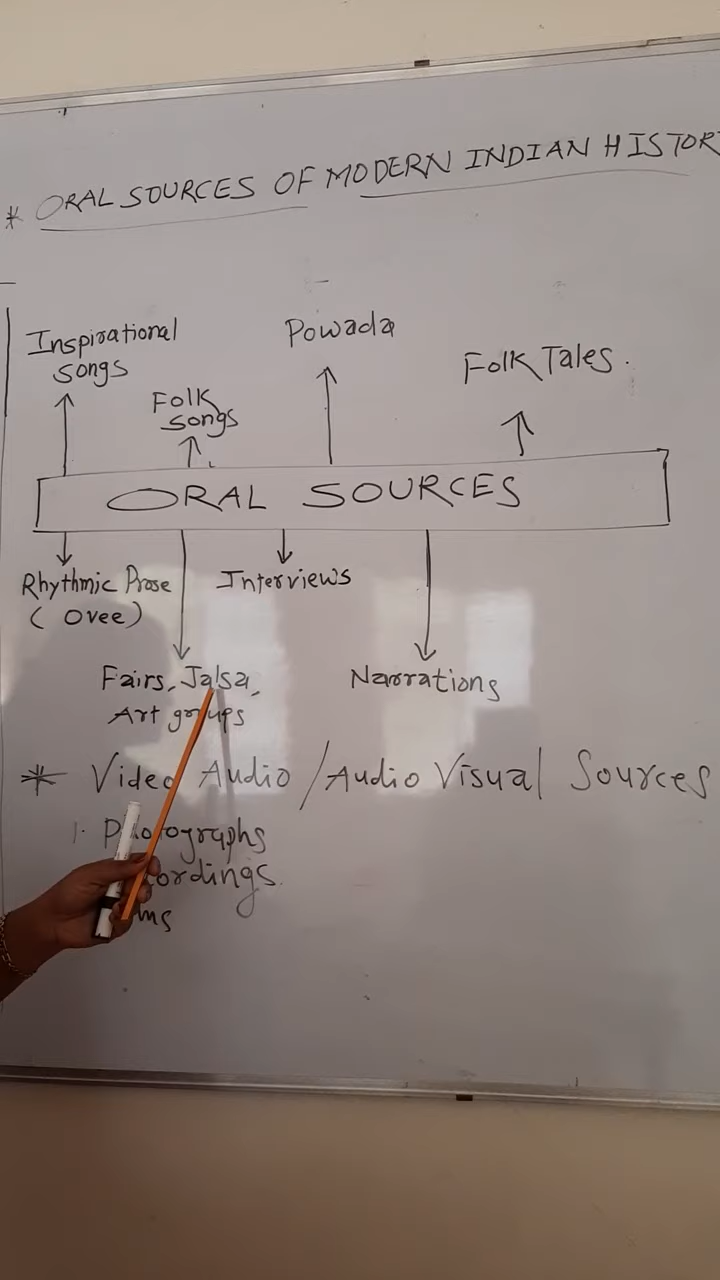 * ORAL SOURCES OF MODERN INDIAN HISTOR
Inspirational
songs
Folk
songs
Powada
Folk Tales.
ORAL SOURCES
Rhythmic Prose
(Ovee)
Interviews
Fairs, Jalsa,
Art groups
Narrations
* Video Audio / Audio Visual Sources
1. Photographs
ordings.